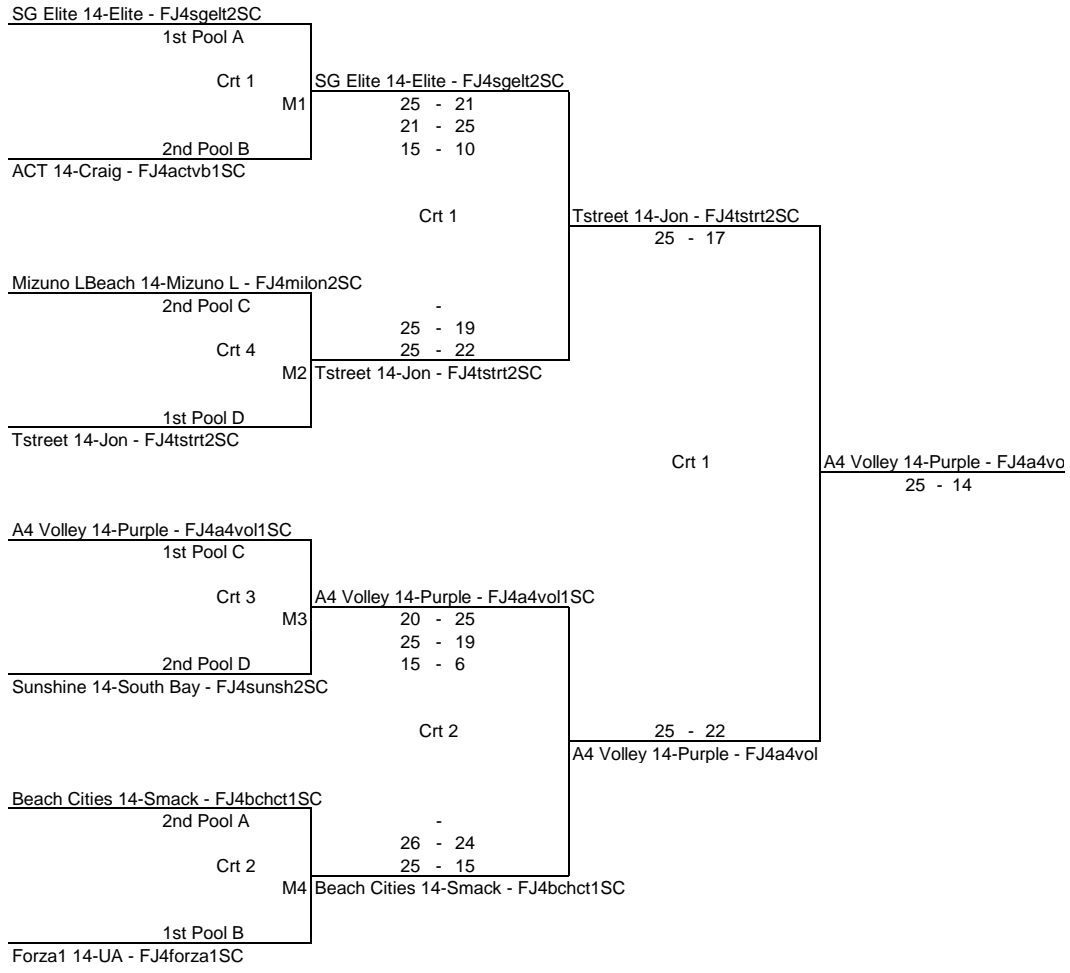 SG Elite 14-Elite - FJ4sgelt2SC
1st Pool A
Crt 1
SG Elite 14-Elite - FJ4sgelt2SC
M1
25 - 21
21 - 25
2nd Pool B
15 - 10
ACT 14-Craig - FJ4actvb1SC
Crt 1
Tstreet 14-Jon - FJ4tstrt2SC
25 - 17
Mizuno LBeach 14-Mizuno L - FJ4milon2SC
2nd Pool C
-
25 - 19
Crt 4
25 - 22
M2
Tstreet 14-Jon - FJ4tstrt2SC
1st Pool D
Tstreet 14-Jon - FJ4tstrt2SC
Crt 1
A4 Volley 14-Purple - FJ4a4vo
25 - 14
A4 Volley 14-Purple - FJ4a4vol1SC
1st Pool C
Crt 3
A4 Volley 14-Purple - FJ4a4vol1SC
M3
20 - 25
25 - 19
2nd Pool D
15 - 6
Sunshine 14-South Bay - FJ4sunsh2SC
Crt 2
25 - 22
A4 Volley 14-Purple - FJ4a4vol
Beach Cities 14-Smack - FJ4bchct1SC
2nd Pool A
-
26 - 24
Crt 2
25 - 15
M4
Beach Cities 14-Smack - FJ4bchct1SC
1st Pool B
Forza1 14-UA - FJ4forza1SC